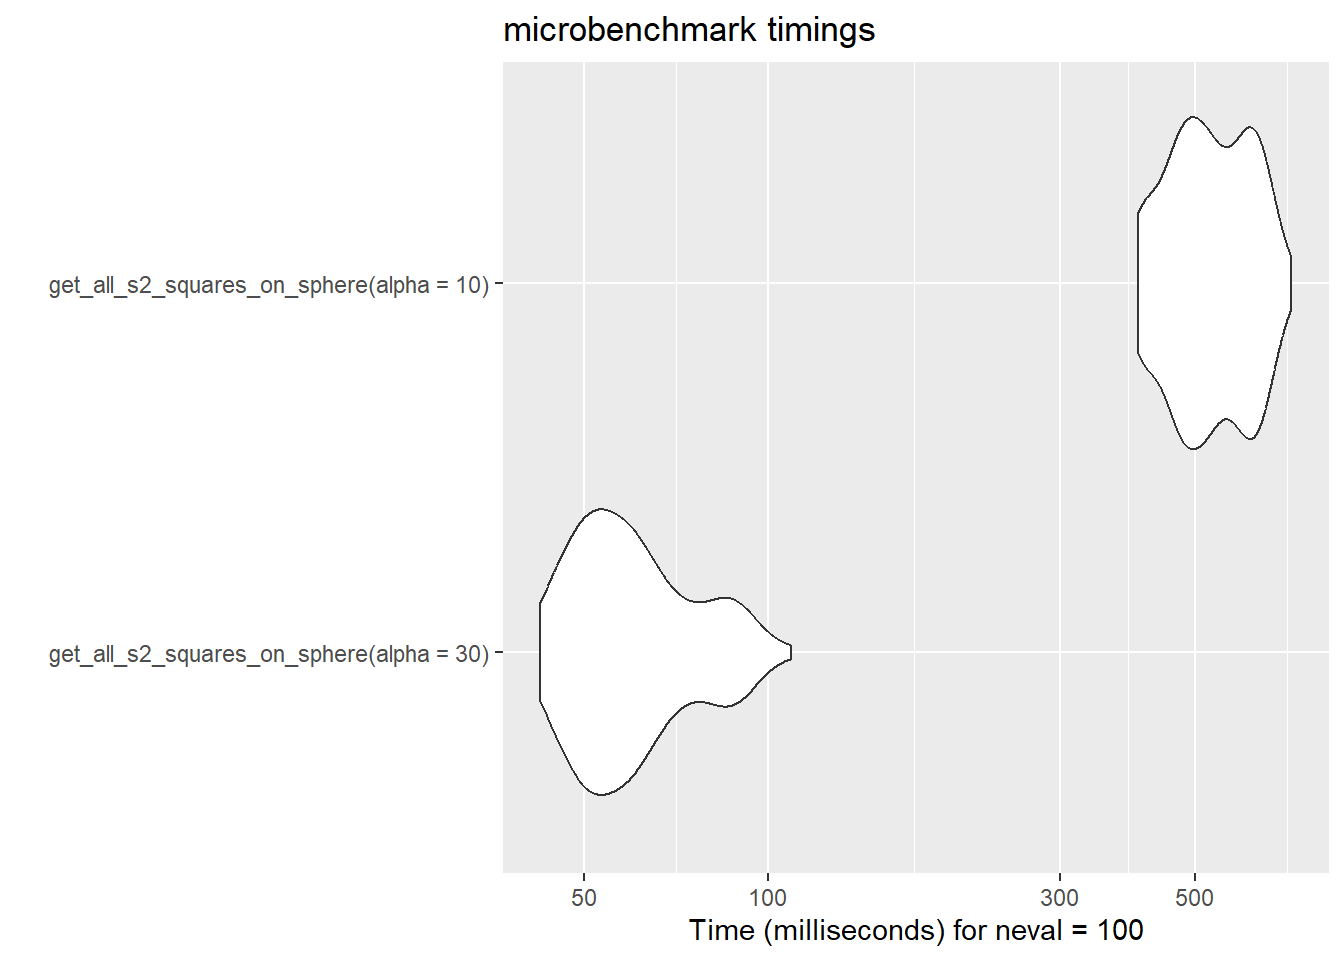 microbenchmark timings
get_all_s2_squares_on_sphere(alpha = 10)
get_all_s2_squares_on_sphere(alpha = 30)
50 100 300 500
Time (milliseconds) for neval = 100